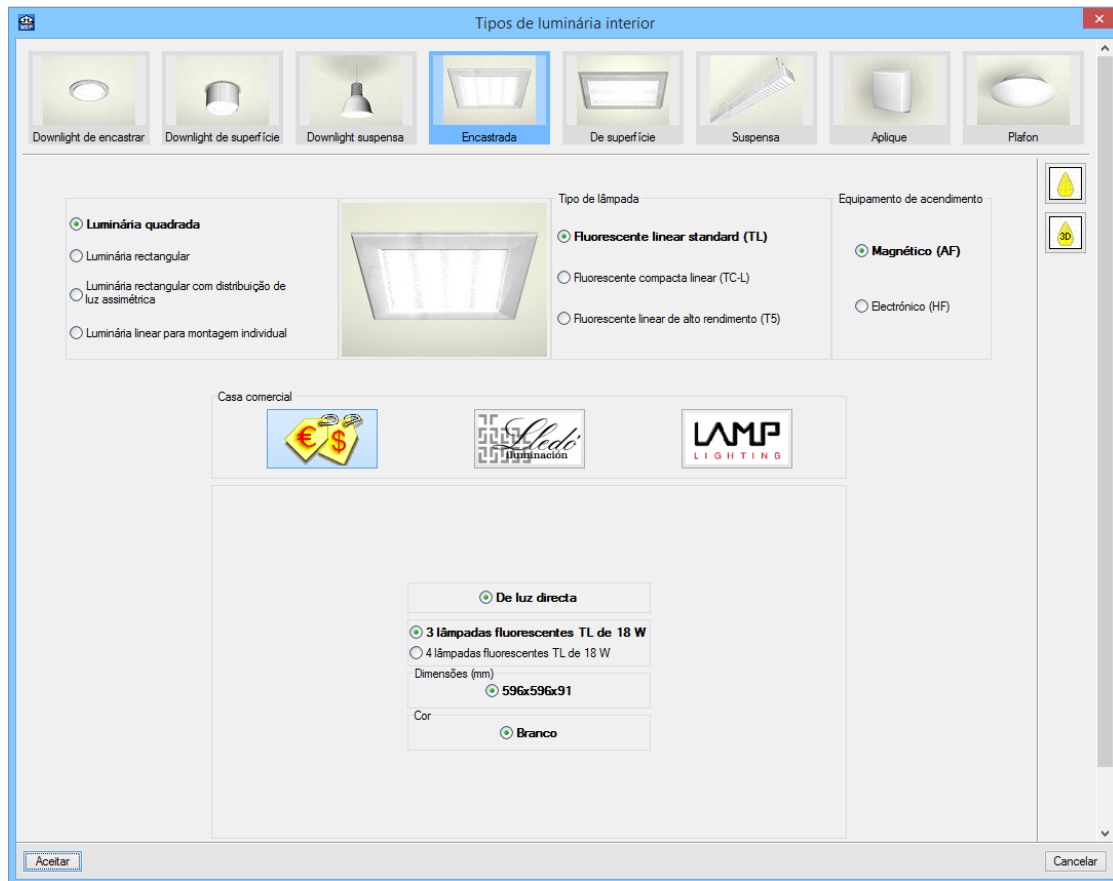 MEP
Tipos de luminária interior
Downlight de encastrar
Downlight de superfície
Downlight suspensa
Encastrada
De superfície
Suspensa
Aplique
Plafon
3D
Luminária quadrada
Luminária rectangular
Luminária rectangular com distribuição de
luz assimétrica
Luminária linear para montagem individual
Tipo de lâmpada
Fluorescente linear standard (TL)
Fluorescente compacta linear (TC-L)
Fluorescente linear de alto rendimento (T5)
Equipamento de acendimento
Magnético (AF)
Electrónico (HF)
Casa comercial
€ $
Lledó
iluminación
LAMP
LIGHTING
De luz directa
3 lâmpadas fluorescentes TL de 18 W
4 lâmpadas fluorescentes TL de 18 W
Dimensões (mm)
596x596x91
Cor
Branco
Aceitar
Cancelar